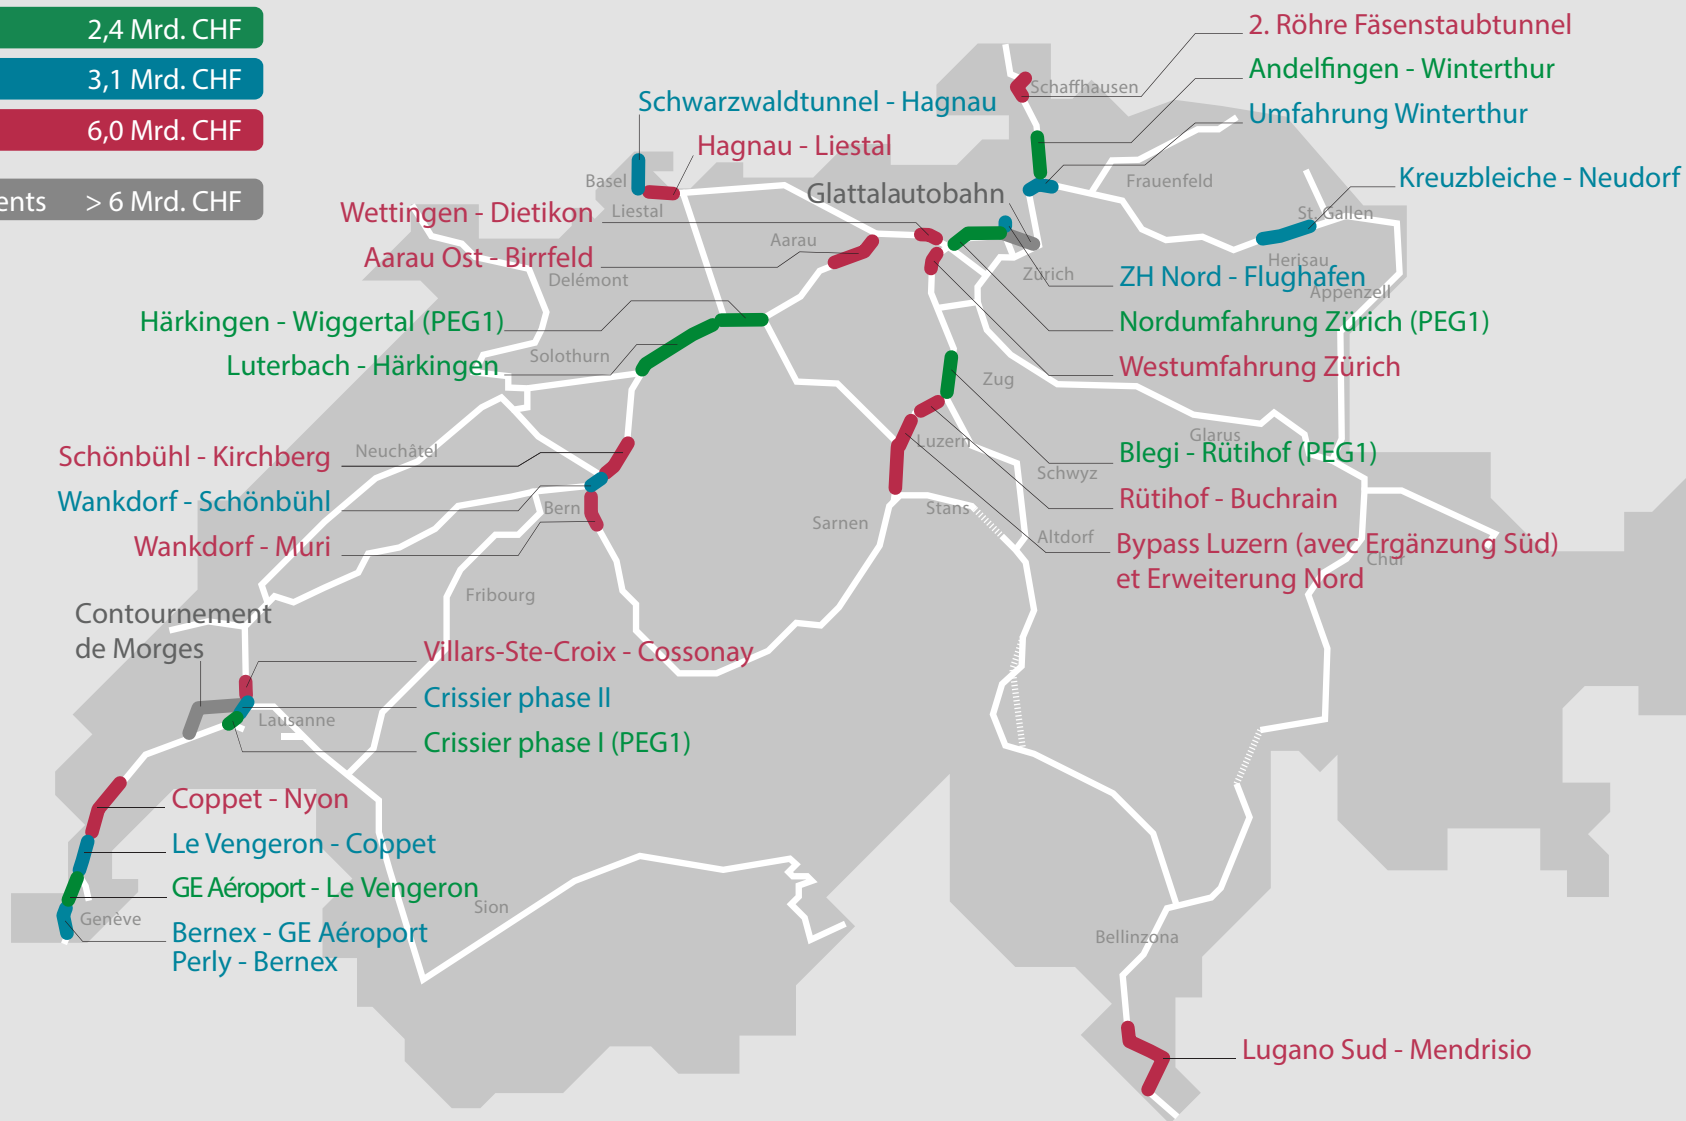 2,4 Mrd. CHF
3,1 Mrd. CHF
6,0 Mrd. CHF
ents > 6 Mrd. CHF
2. Röhre Fäsenstaubtunnel
Andelfingen - Winterthur
Umfahrung Winterthur
Kreuzbleiche - Neudorf
Schwarzwaldtunnel - Hagnau
Hagnau - Liestal
Glattalautobahn
Wettingen - Dietikon
Aarau Ost - Birrfeld
Härkingen - Wiggertal (PEG1)
Luterbach - Härkingen
ZH Nord - Flughafen
Nordumfahrung Zürich (PEG1)
Westumfahrung Zürich
Blegi - Rütihof (PEG1)
Rütihof - Buchrain
Bypass Luzern (avec Ergänzung Süd)
et Erweiterung Nord
Schönbühl - Kirchberg
Wankdorf - Schönbühl
Wankdorf - Muri
Contournement
de Morges
Villars-Ste-Croix - Cossonay
Crissier phase II
Crissier phase I (PEG1)
Coppet - Nyon
Le Vengeron - Coppet
GE Aéroport - Le Vengeron
Bernex - GE Aéroport
Perly - Bernex
Lugano Sud - Mendrisio
Schaffhausen
Basel
Liestal
Frauenfeld
St. Gallen
Herisau
Appenzell
Aarau
Delémont
Zürich
Solothurn
Zug
Neuchâtel
Luzern
Glarus
Schwyz
Bern
Sarnen
Stans
Altdorf
Chur
Fribourg
Lausanne
Genève
Sion
Bellinzona